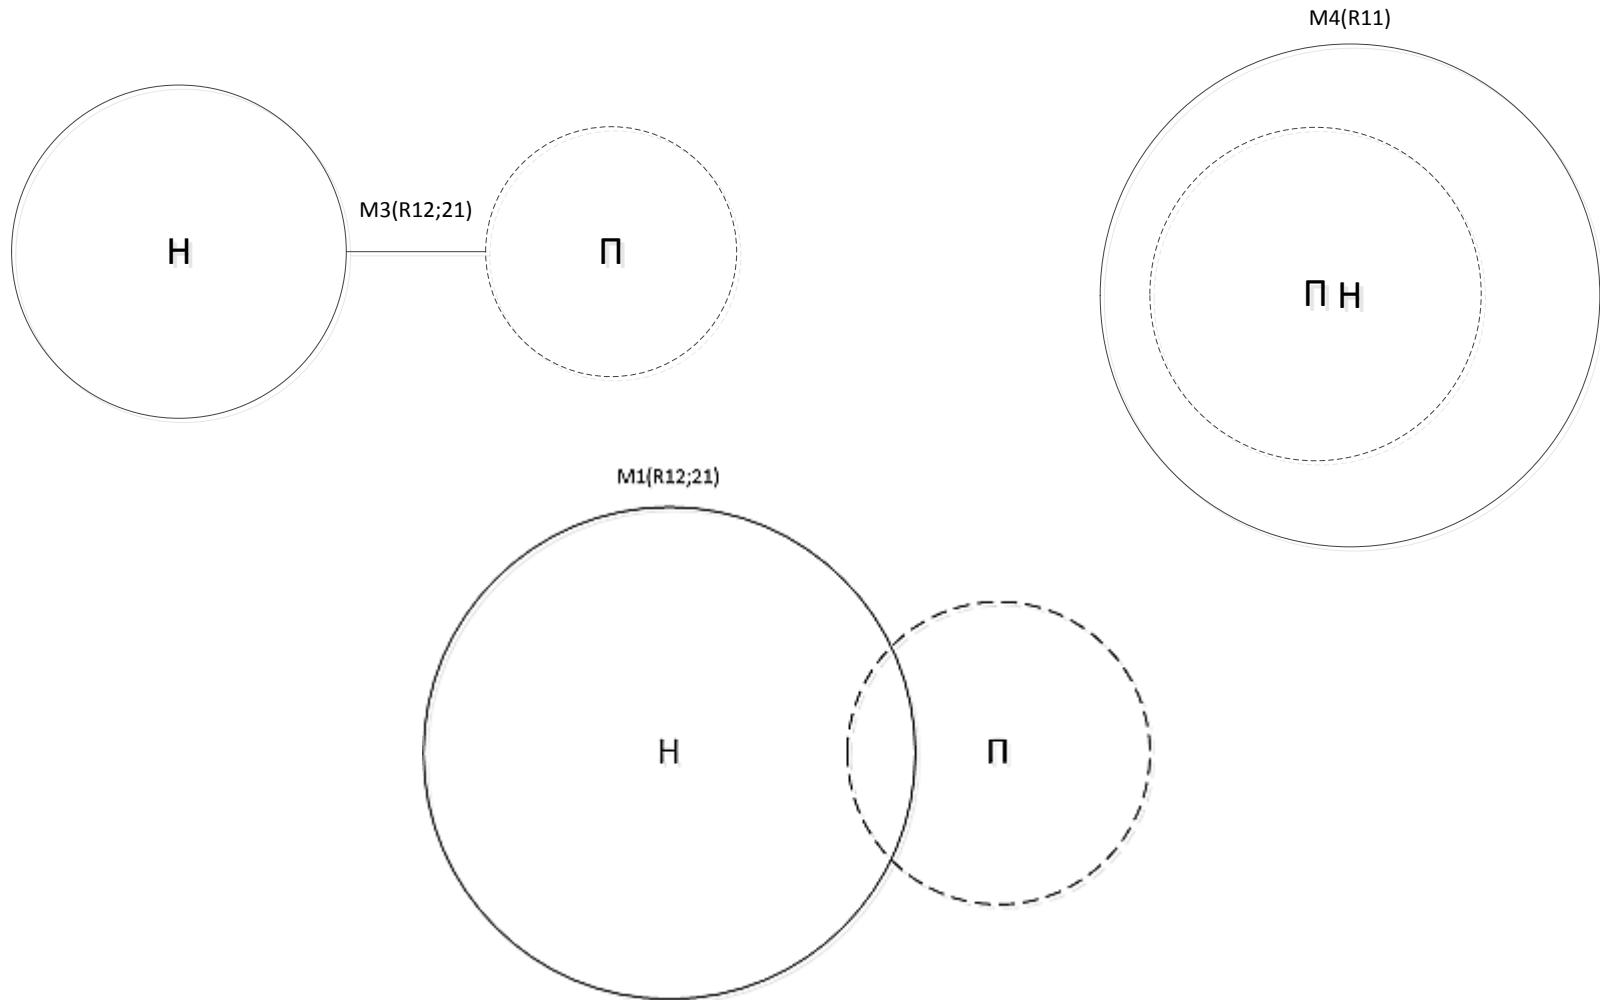 M4(R11)
M3(R12;21)
Н
П
П Н
M1(R12;21)
Н
П